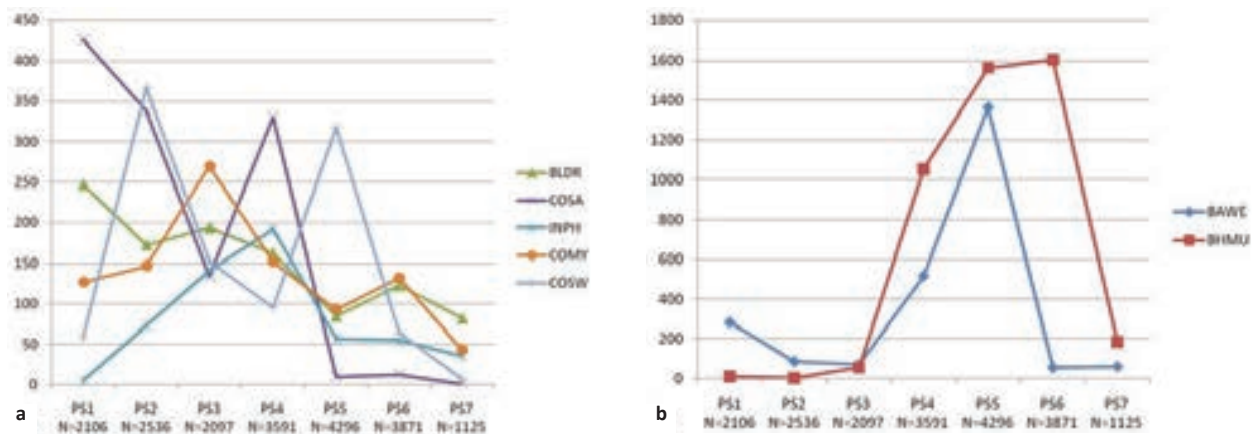 450
400
350
300
250
200
150
100
50
0
BLDR
COSA
INPH
COMY
COSW
a
PS1 PS2 PS3 PS4 PS5 PS6 PS7
N=2106 N=2536 N=2097 N=3591 N=4296 N=3871 N=1125
1800
1600
1400
1200
1000
800
600
400
200
0
BAWE
BHMU
b
PS1 PS2 PS3 PS4 PS5 PS6 PS7
N=2106 N=2536 N=2097 N=3591 N=4296 N=3871 N=1125